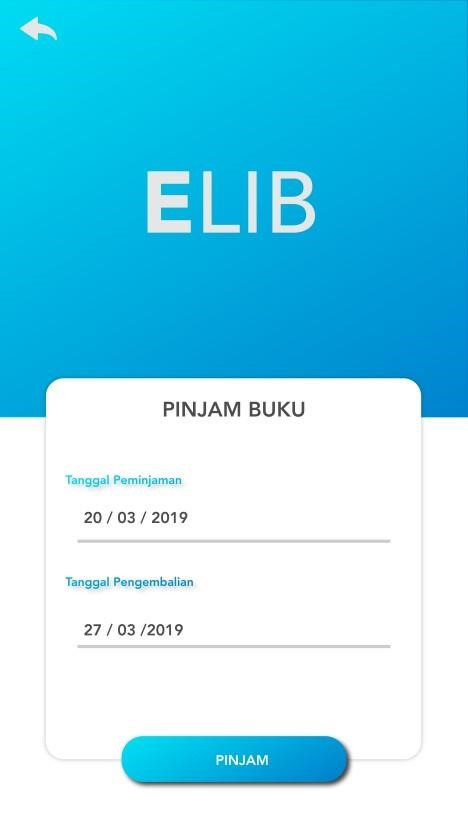 ELIB
PINJAM BUKU
Tanggal Peminjaman
20 / 03 / 2019
Tanggal Pengembalian
27 / 03 /2019
PINJAM